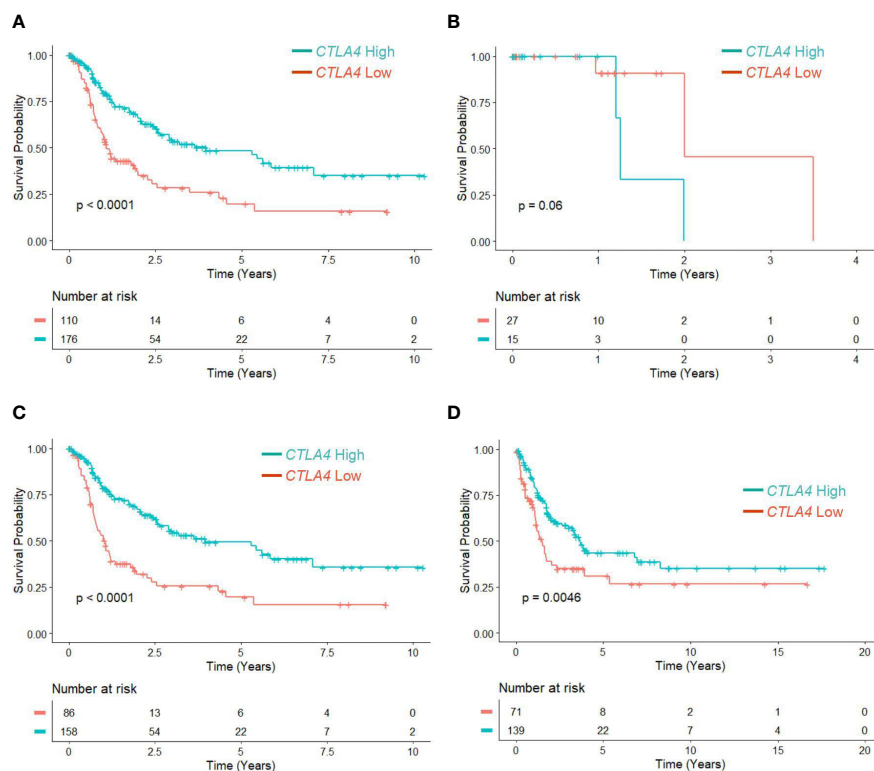 A
Survival Probability
1.00
0.75
0.50
0.25
0.00
CTLA4 High
CTLA4 Low
p < 0.0001
0 2.5 5 7.5 10
Time (Years)
Number at risk
110 14 6 4 0
176 54 22 7 2
0 2.5 5 7.5 10
Time (Years)
B
Survival Probability
1.00
0.75
0.50
0.25
0.00
CTLA4 High
CTLA4 Low
p = 0.06
0 1 2 3 4
Time (Years)
Number at risk
27 10 2 1 0
15 3 0 0 0
0 1 2 3 4
Time (Years)
C
Survival Probability
1.00
0.75
0.50
0.25
0.00
CTLA4 High
CTLA4 Low
p < 0.0001
0 2.5 5 7.5 10
Time (Years)
Number at risk
86 13 6 4 0
158 54 22 7 2
0 2.5 5 7.5 10
Time (Years)
D
Survival Probability
1.00
0.75
0.50
0.25
0.00
CTLA4 High
CTLA4 Low
p = 0.0046
0 5 10 15 20
Time (Years)
Number at risk
71 8 2 1 0
139 22 7 4 0
0 5 10 15 20
Time (Years)